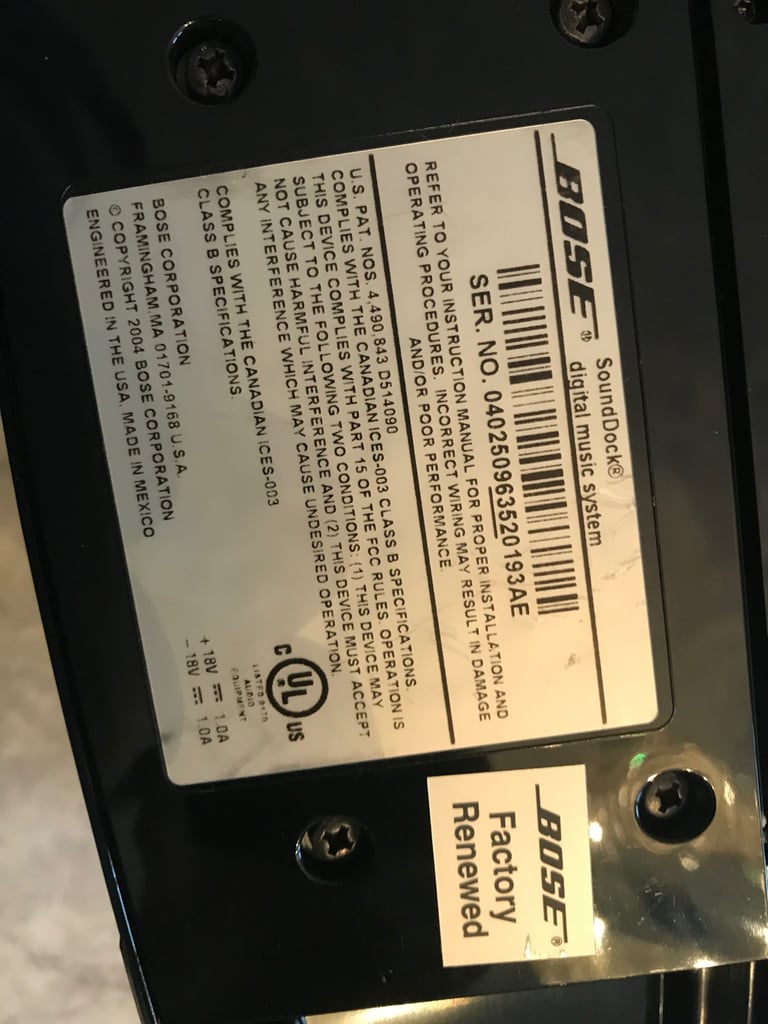 BOSE®
SoundDock®
digital music system
SER. NO. 040250963520193AE
REFER TO YOUR INSTRUCTION MANUAL FOR PROPER INSTALLATION AND
OPERATING PROCEDURES. INCORRECT WIRING MAY RESULT IN DAMAGE
AND/OR POOR PERFORMANCE.
U.S. PAT. NOS. 4,490,843 D514090
COMPLIES WITH THE CANADIAN ICES-003 CLASS B SPECIFICATIONS.
THIS DEVICE COMPLIES WITH PART 15 OF THE FCC RULES. OPERATION IS
SUBJECT TO THE FOLLOWING TWO CONDITIONS: (1) THIS DEVICE MAY
NOT CAUSE HARMFUL INTERFERENCE AND (2) THIS DEVICE MUST ACCEPT
ANY INTERFERENCE WHICH MAY CAUSE UNDESIRED OPERATION.
COMPLIES WITH THE CANADIAN ICES-003
CLASS B SPECIFICATIONS.
C UL® US
LISTED 917D
AUDIO
EQUIPMENT
BOSE CORPORATION
FRAMINGHAM,MA 01701-9168 U.S.A.
© COPYRIGHT 2004 BOSE CORPORATION
ENGINEERED IN THE USA, MADE IN MEXICO
+ 18V ⎓ 1.0A
– 18V ⎓ 1.0A
BOSE®
Factory
Renewed